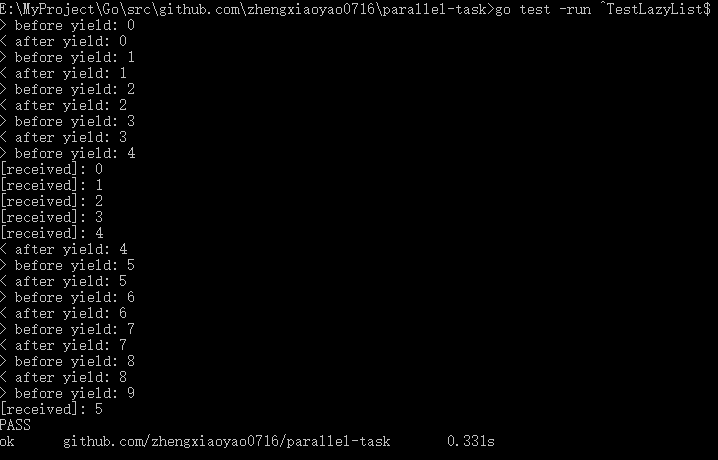 E:\MyProject\Go\src\github.com\zhengxiaoyao0716\parallel-task>go test -run ^TestLazyList$
> before yield: 0
< after yield: 0
> before yield: 1
< after yield: 1
> before yield: 2
< after yield: 2
> before yield: 3
< after yield: 3
> before yield: 4
[received]: 0
[received]: 1
[received]: 2
[received]: 3
[received]: 4
< after yield: 4
> before yield: 5
< after yield: 5
> before yield: 6
< after yield: 6
> before yield: 7
< after yield: 7
> before yield: 8
< after yield: 8
> before yield: 9
[received]: 5
PASS
ok      github.com/zhengxiaoyao0716/parallel-task       0.331s